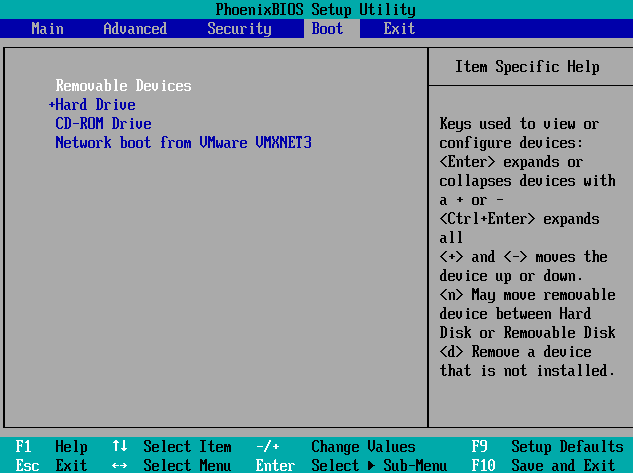 PhoenixBIOS Setup Utility
Main Advanced Security Boot Exit
Removable Devices
+Hard Drive
CD-ROM Drive
Network boot from VMware VMXNET3
Item Specific Help
Keys used to view or
configure devices:
<Enter> expands or
collapses devices with
a + or -
<Ctrl+Enter> expands
all
<+> and <-> moves the
device up or down.
<n> May move removable
device between Hard
Disk or Removable Disk
<d> Remove a device
that is not installed.
F1 Help ↑↓ Select Item -/+ Change Values F9 Setup Defaults
Esc Exit ↔ Select Menu Enter Select ▶ Sub-Menu F10 Save and Exit